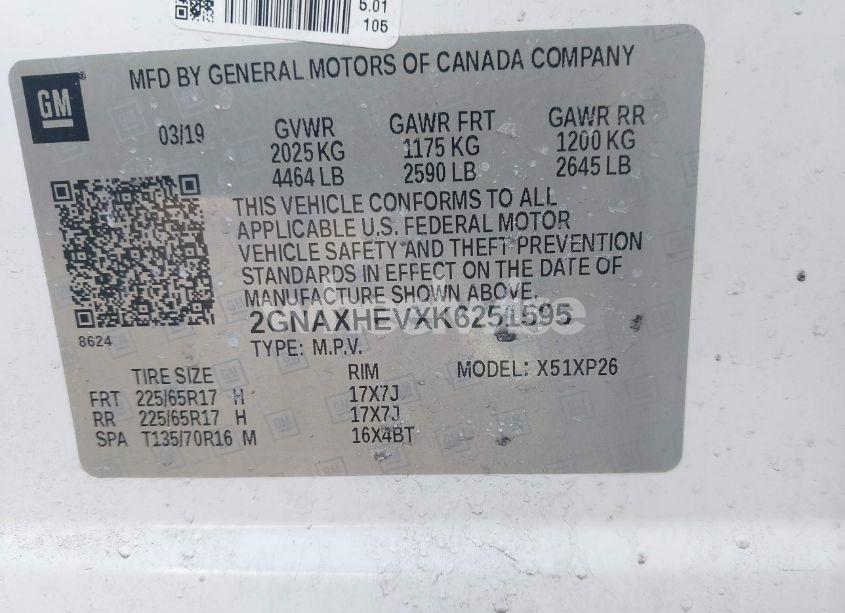 5.01
105
GM
MFD BY GENERAL MOTORS OF CANADA COMPANY
03/19 GVWR GAWR FRT GAWR RR
2025 KG 1175 KG 1200 KG
4464 LB 2590 LB 2645 LB
THIS VEHICLE CONFORMS TO ALL
APPLICABLE U.S. FEDERAL MOTOR
VEHICLE SAFETY AND THEFT PREVENTION
STANDARDS IN EFFECT ON THE DATE OF
MANUFACTURE SHOWN ABOVE.
2GNAXHEVXK6251595
8624
TYPE: M.P.V.
TIRE SIZE RIM MODEL: X51XP26
FRT 225/65R17 H 17X7J
RR 225/65R17 H 17X7J
SPA T135/70R16 M 16X4BT